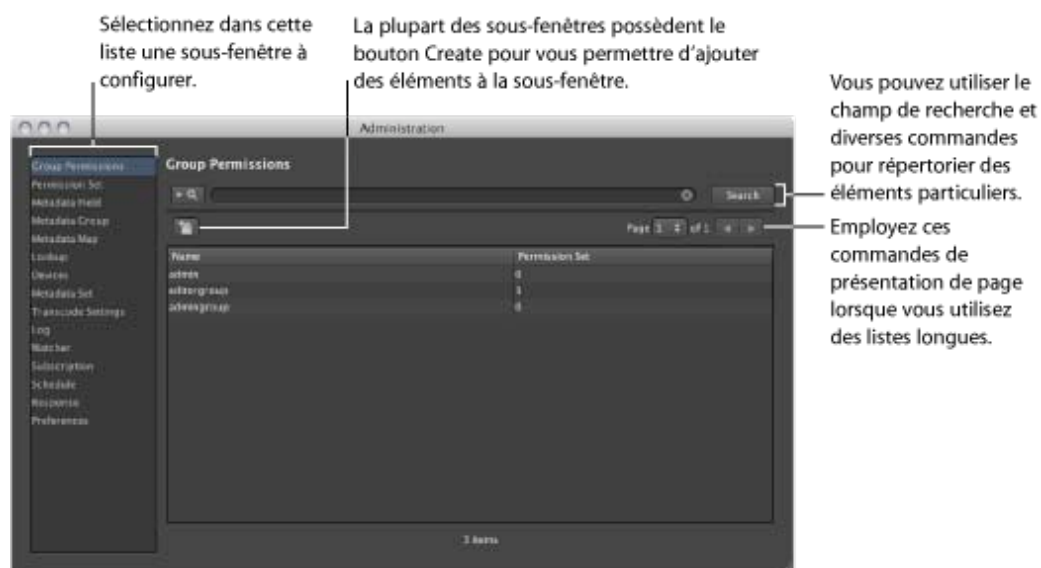 Sélectionnez dans cette
liste une sous-fenêtre à
configurer.
La plupart des sous-fenêtres possèdent le
bouton Create pour vous permettre d'ajouter
des éléments à la sous-fenêtre.
Vous pouvez utiliser le
champ de recherche et
diverses commandes
pour répertorier des
éléments particuliers.
Employez ces
commandes de
présentation de page
lorsque vous utilisez
des listes longues.
Administration
Group Permissions
Permission Set
Metadata Field
Metadata Group
Metadata Map
Lookup
Devices
Metadata Set
Transcode Settings
Log
Watcher
Subscription
Schedule
Response
Preferences
Group Permissions
Search
Page 1 of 1
Name Permission Set
admin 0
editorgroup 1
admingroup 0
3 items